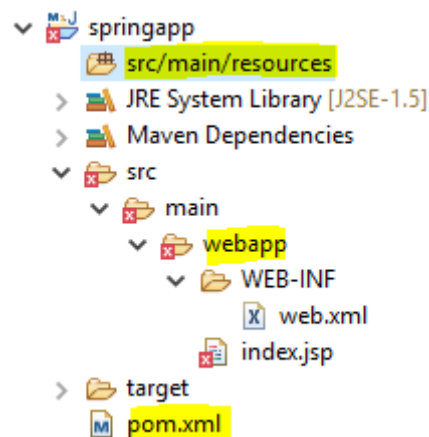 springapp
src/main/resources
JRE System Library [J2SE-1.5]
Maven Dependencies
src
main
webapp
WEB-INF
web.xml
index.jsp
target
pom.xml